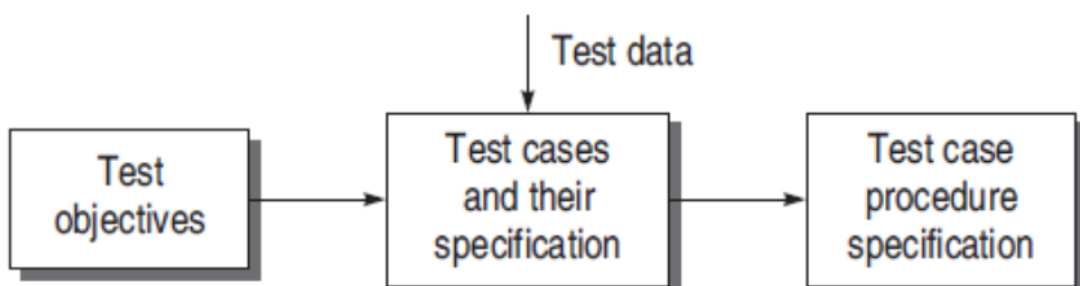 Test data
Test
objectives
Test cases
and their
specification
Test case
procedure
specification